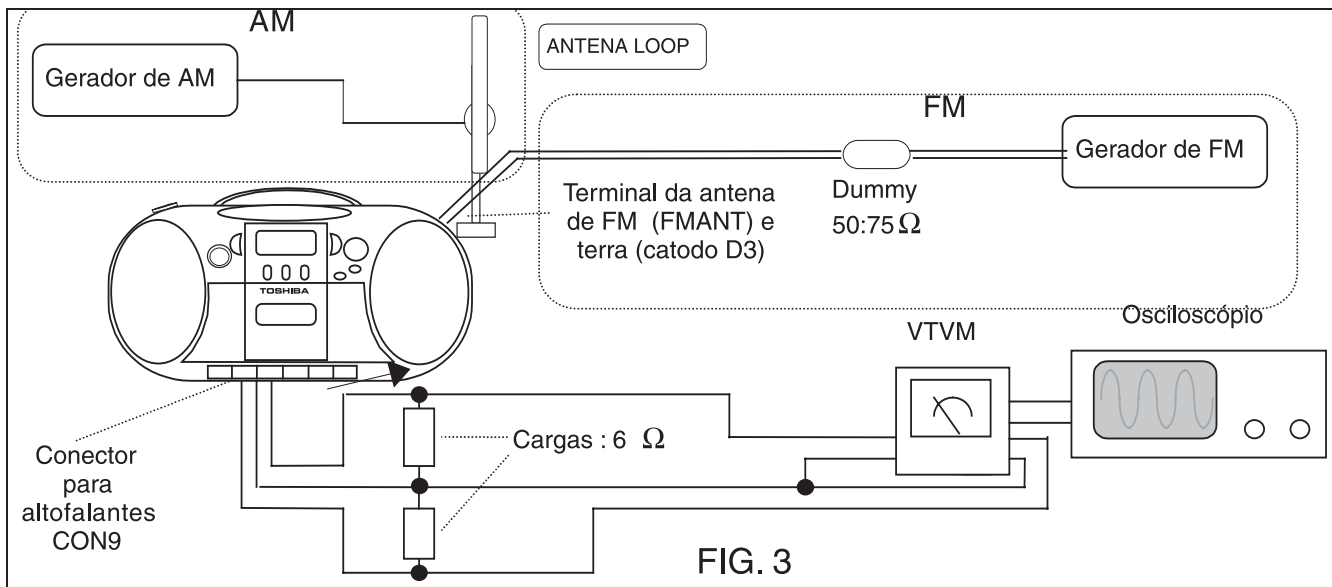 AM
ANTENA LOOP
Gerador de AM
FM
Gerador de FM
Terminal da antena
de FM (FMANT) e
terra (catodo D3)
Dummy
50:75 Ω
TOSHIBA
VTVM
Osciloscópio
Conector
para
altofalantes
CON9
Cargas : 6 Ω
FIG. 3